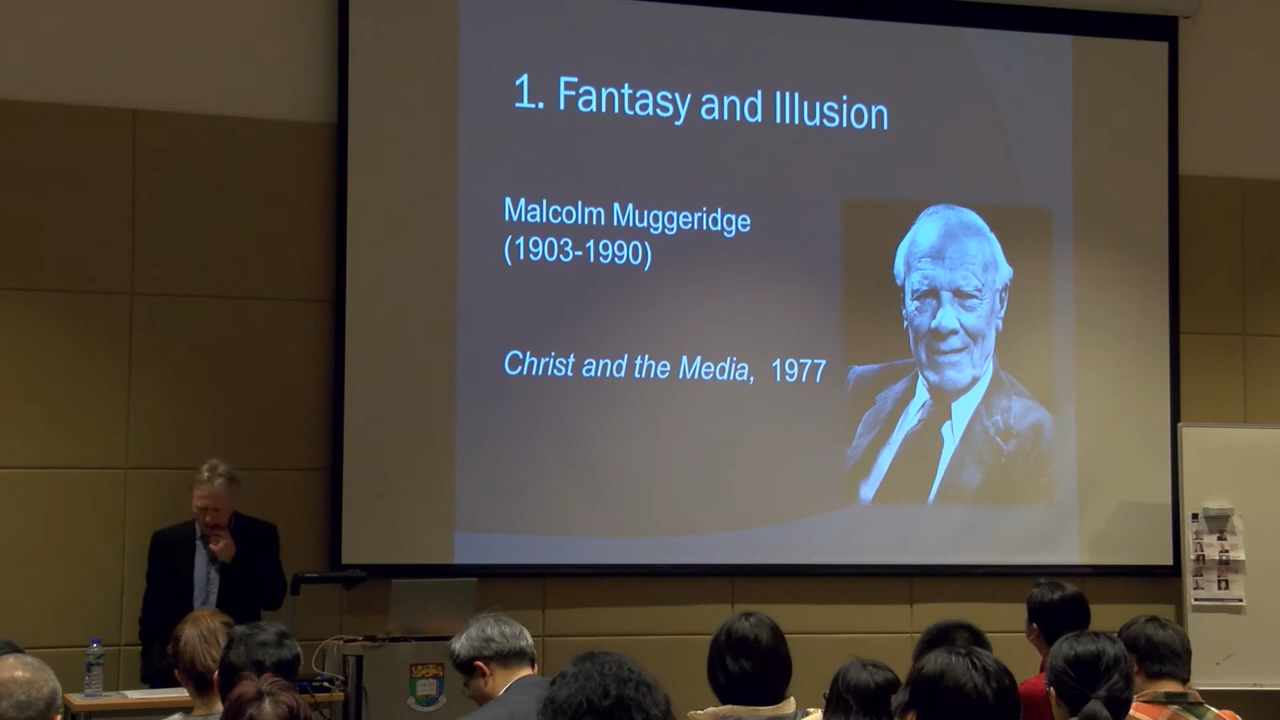 1. Fantasy and Illusion
Malcolm Muggeridge
(1903-1990)
Christ and the Media, 1977